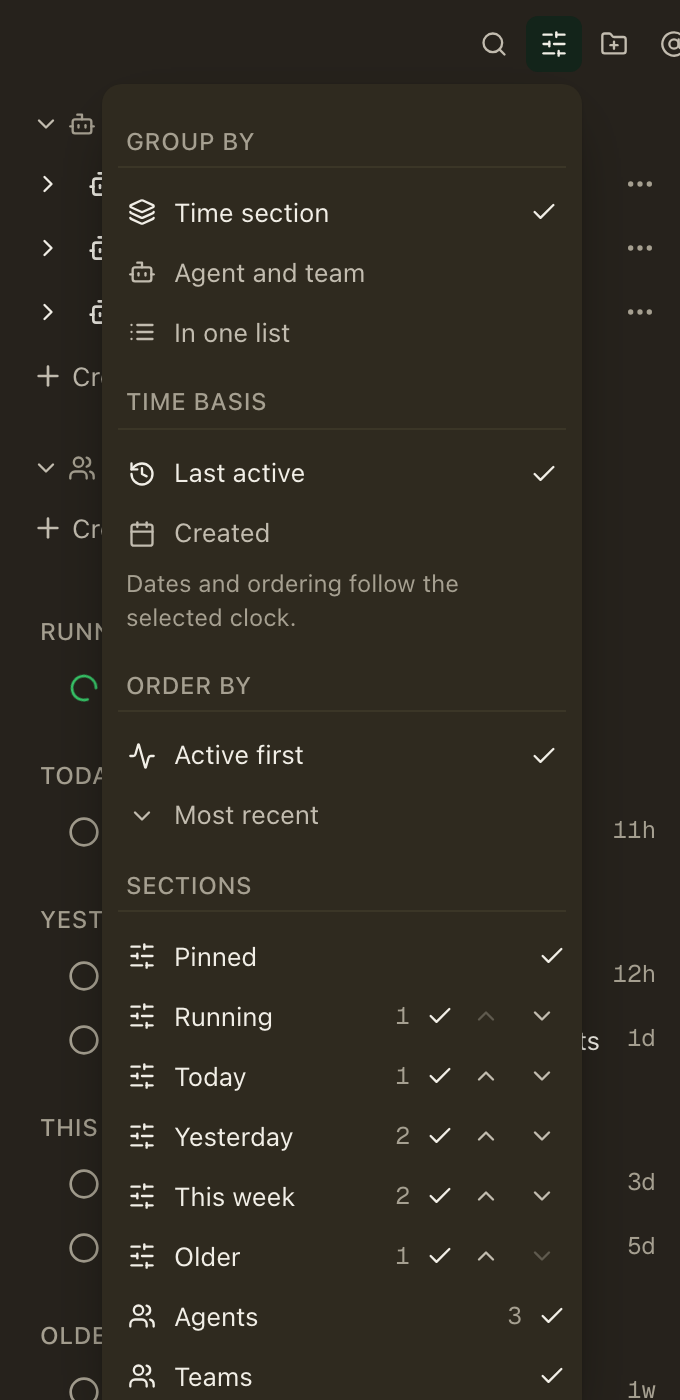 GROUP BY
Time section
Agent and team
In one list
TIME BASIS
Last active
Created
Dates and ordering follow the
selected clock.
ORDER BY
Active first
Most recent
11h
SECTIONS
Pinned
12h
Running 1
ts 1d
Today 1
Yesterday 2
This week 2
3d
Older 1
5d
Agents 3
Teams
1w